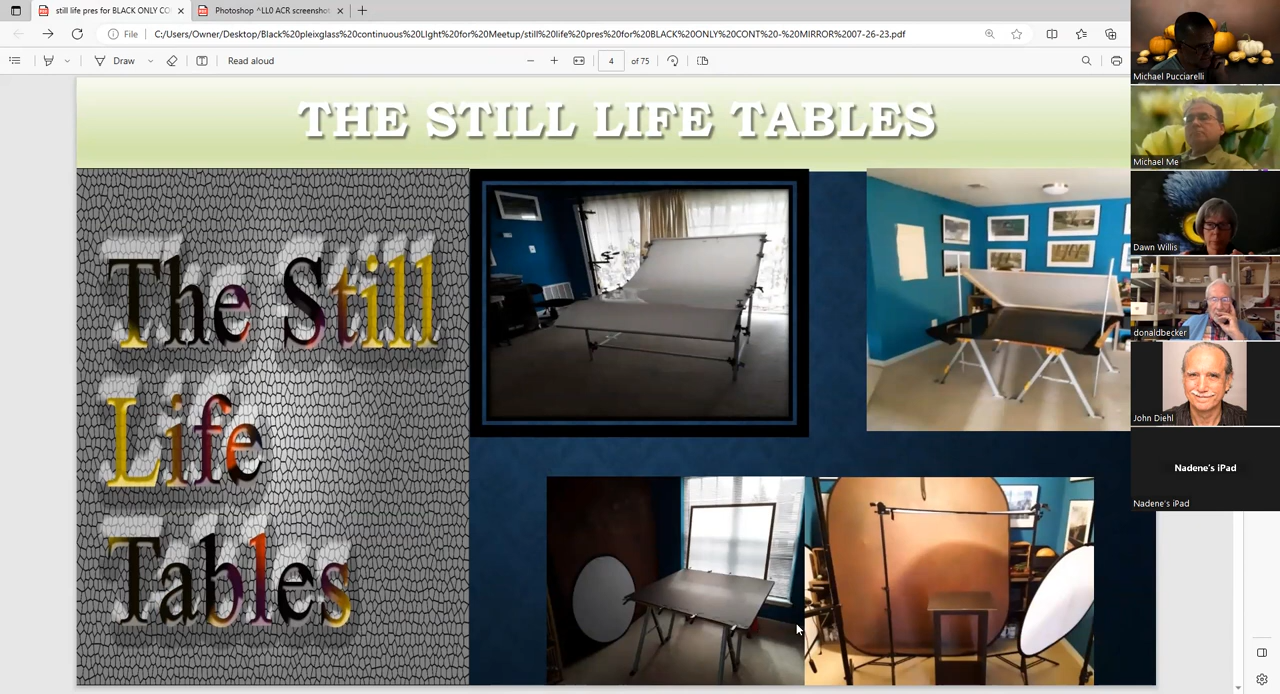 still life pres for BLACK ONLY CO
Photoshop ^LL0 ACR screenshot
File
C:/Users/Owner/Desktop/Black%20pleixglass%20continuous%20LIght%20for%20Meetup/still%20life%20pres%20for%20BLACK%20ONLY%20CONT%20-%20MIRROR%2007-26-23.pdf
Draw
Read aloud
4
of 75
THE STILL LIFE TABLES
The Still
Life
Tables
Michael Pucciarelli
Michael Me
Dawn Willis
donaldbecker
John Diehl
Nadene's iPad
Nadene's iPad